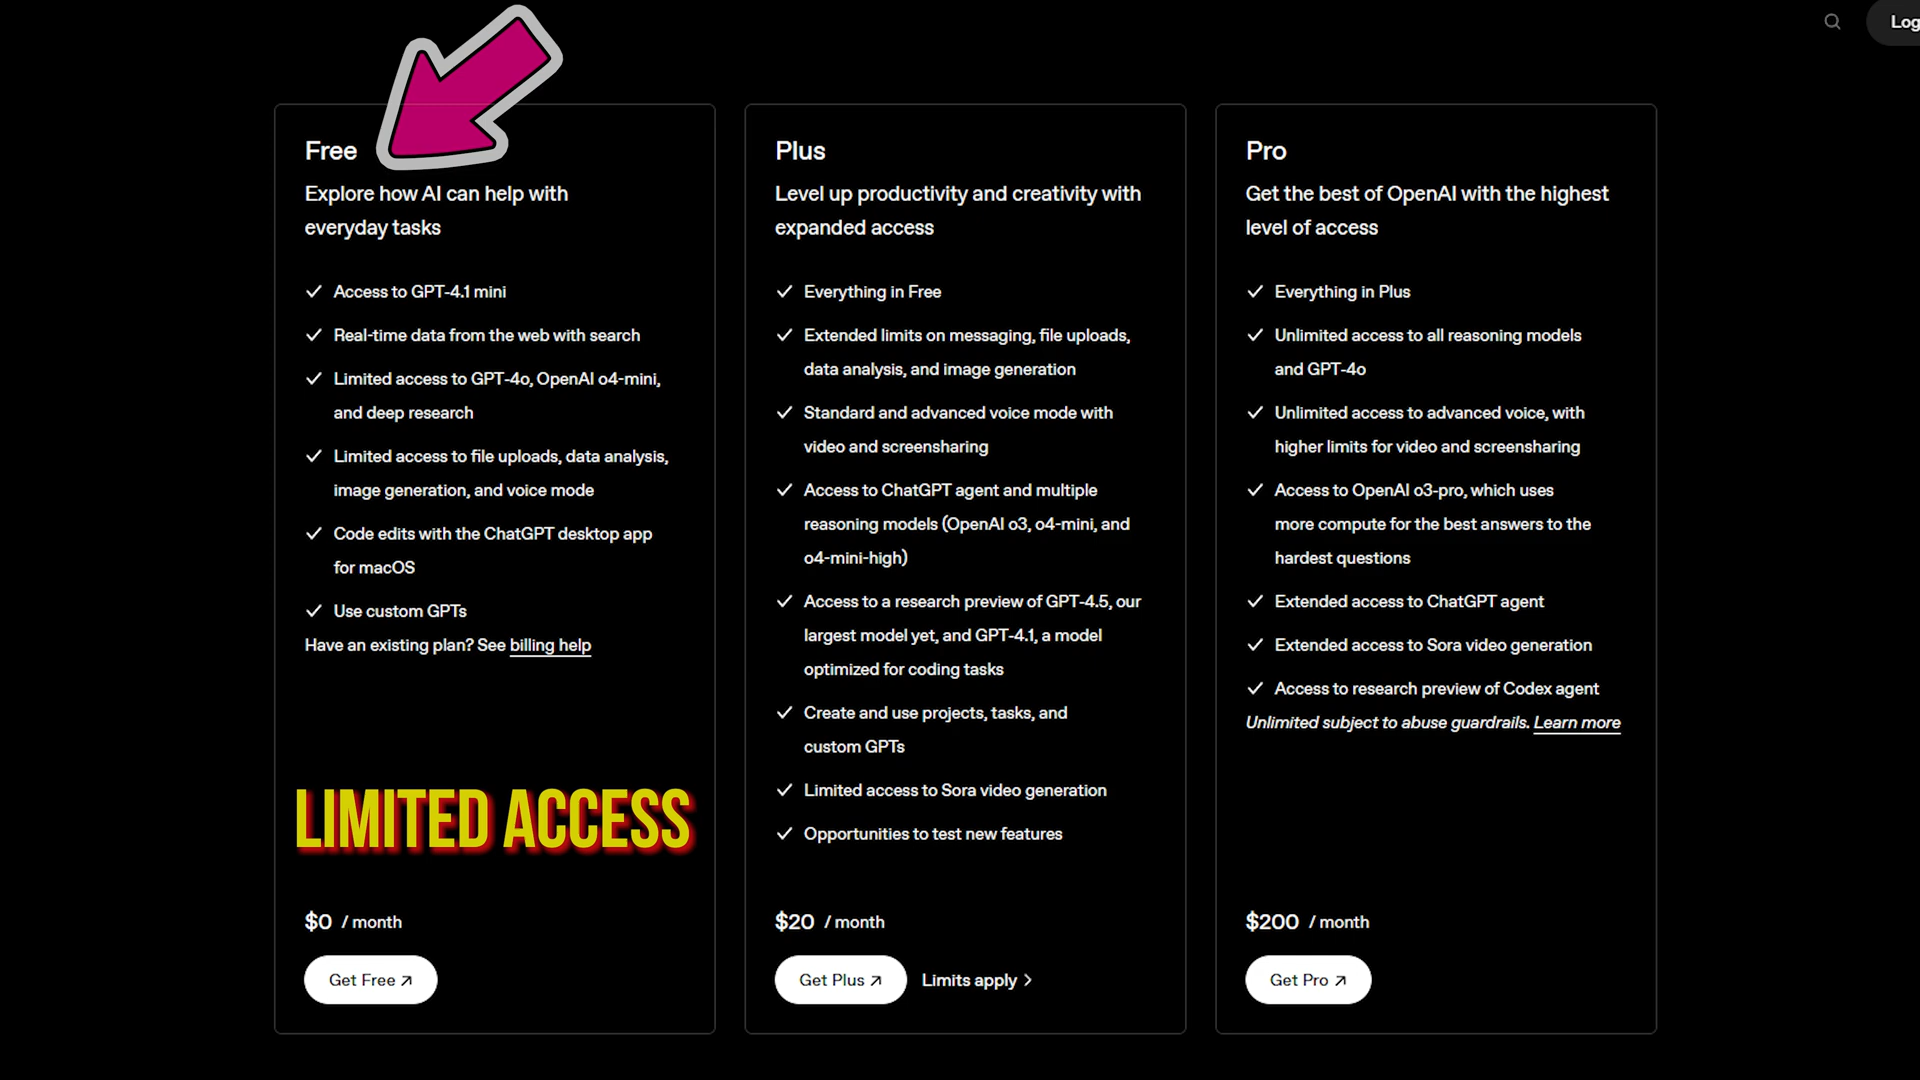 Log
Free
Explore how AI can help with
everyday tasks
Access to GPT-4.1 mini
Real-time data from the web with search
Limited access to GPT-4o, OpenAI o4-mini,
and deep research
Limited access to file uploads, data analysis,
image generation, and voice mode
Code edits with the ChatGPT desktop app
for macOS
Use custom GPTs
Have an existing plan? See billing help
LIMITED ACCESS
$0 / month
Get Free ↗
Plus
Level up productivity and creativity with
expanded access
Everything in Free
Extended limits on messaging, file uploads,
data analysis, and image generation
Standard and advanced voice mode with
video and screensharing
Access to ChatGPT agent and multiple
reasoning models (OpenAI o3, o4-mini, and
o4-mini-high)
Access to a research preview of GPT-4.5, our
largest model yet, and GPT-4.1, a model
optimized for coding tasks
Create and use projects, tasks, and
custom GPTs
Limited access to Sora video generation
Opportunities to test new features
$20 / month
Get Plus ↗ Limits apply >
Pro
Get the best of OpenAI with the highest
level of access
Everything in Plus
Unlimited access to all reasoning models
and GPT-4o
Unlimited access to advanced voice, with
higher limits for video and screensharing
Access to OpenAI o3-pro, which uses
more compute for the best answers to the
hardest questions
Extended access to ChatGPT agent
Extended access to Sora video generation
Access to research preview of Codex agent
Unlimited subject to abuse guardrails. Learn more
$200 / month
Get Pro ↗